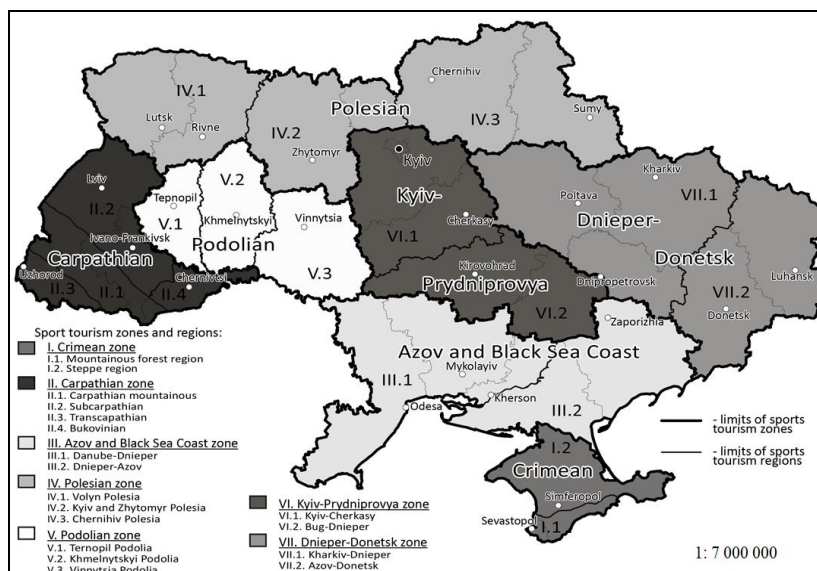 Chernihiv
IV.1
Polesian
IV.3
Sumy
Lutsk
Rivne
IV.2
Zhytomyr
Kyiv
Kharkiv
Lviv
V.2
Kyiv-
VII.1
Ternopil
Poltava
II.2
Khmelnytskyi
Vinnytsia
Cherkasy
Dnieper-
V.1
Podolian
VI.1
Ivano-Frankivsk
Carpathian
Donetsk
Uzhorod
Chernivtsi
V.3
Kirovohrad
Luhansk
II.3
II.1
II.4
Prydniprovya
Dnipropetrovsk
VII.2
VI.2
Donetsk
Zaporizhia
Azov and Black Sea Coast
III.1
Mykolayiv
Kherson
Odesa
III.2
I.2
Crimean
Simferopol
Sevastopol
I.1
Sport tourism zones and regions:
I. Crimean zone
I.1. Mountainous forest region
I.2. Steppe region
II. Carpathian zone
II.1. Carpathian mountainous
II.2. Subcarpathian
II.3. Transcapathian
II.4. Bukovinian
III. Azov and Black Sea Coast zone
III.1. Danube-Dnieper
III.2. Dnieper-Azov
IV. Polesian zone
IV.1. Volyn Polesia
IV.2. Kyiv and Zhytomyr Polesia
IV.3. Chernihiv Polesia
V. Podolian zone
V.1. Ternopil Podolia
V.2. Khmelnytskyi Podolia
V.3. Vinnytsia Podolia
VI. Kyiv-Prydniprovya zone
VI.1. Kyiv-Cherkasy
VI.2. Bug-Dnieper
VII. Dnieper-Donetsk zone
VII.1. Kharkiv-Dnieper
VII.2. Azov-Donetsk
- limits of sports
tourism zones
- limits of sports
tourism regions
1: 7 000 000